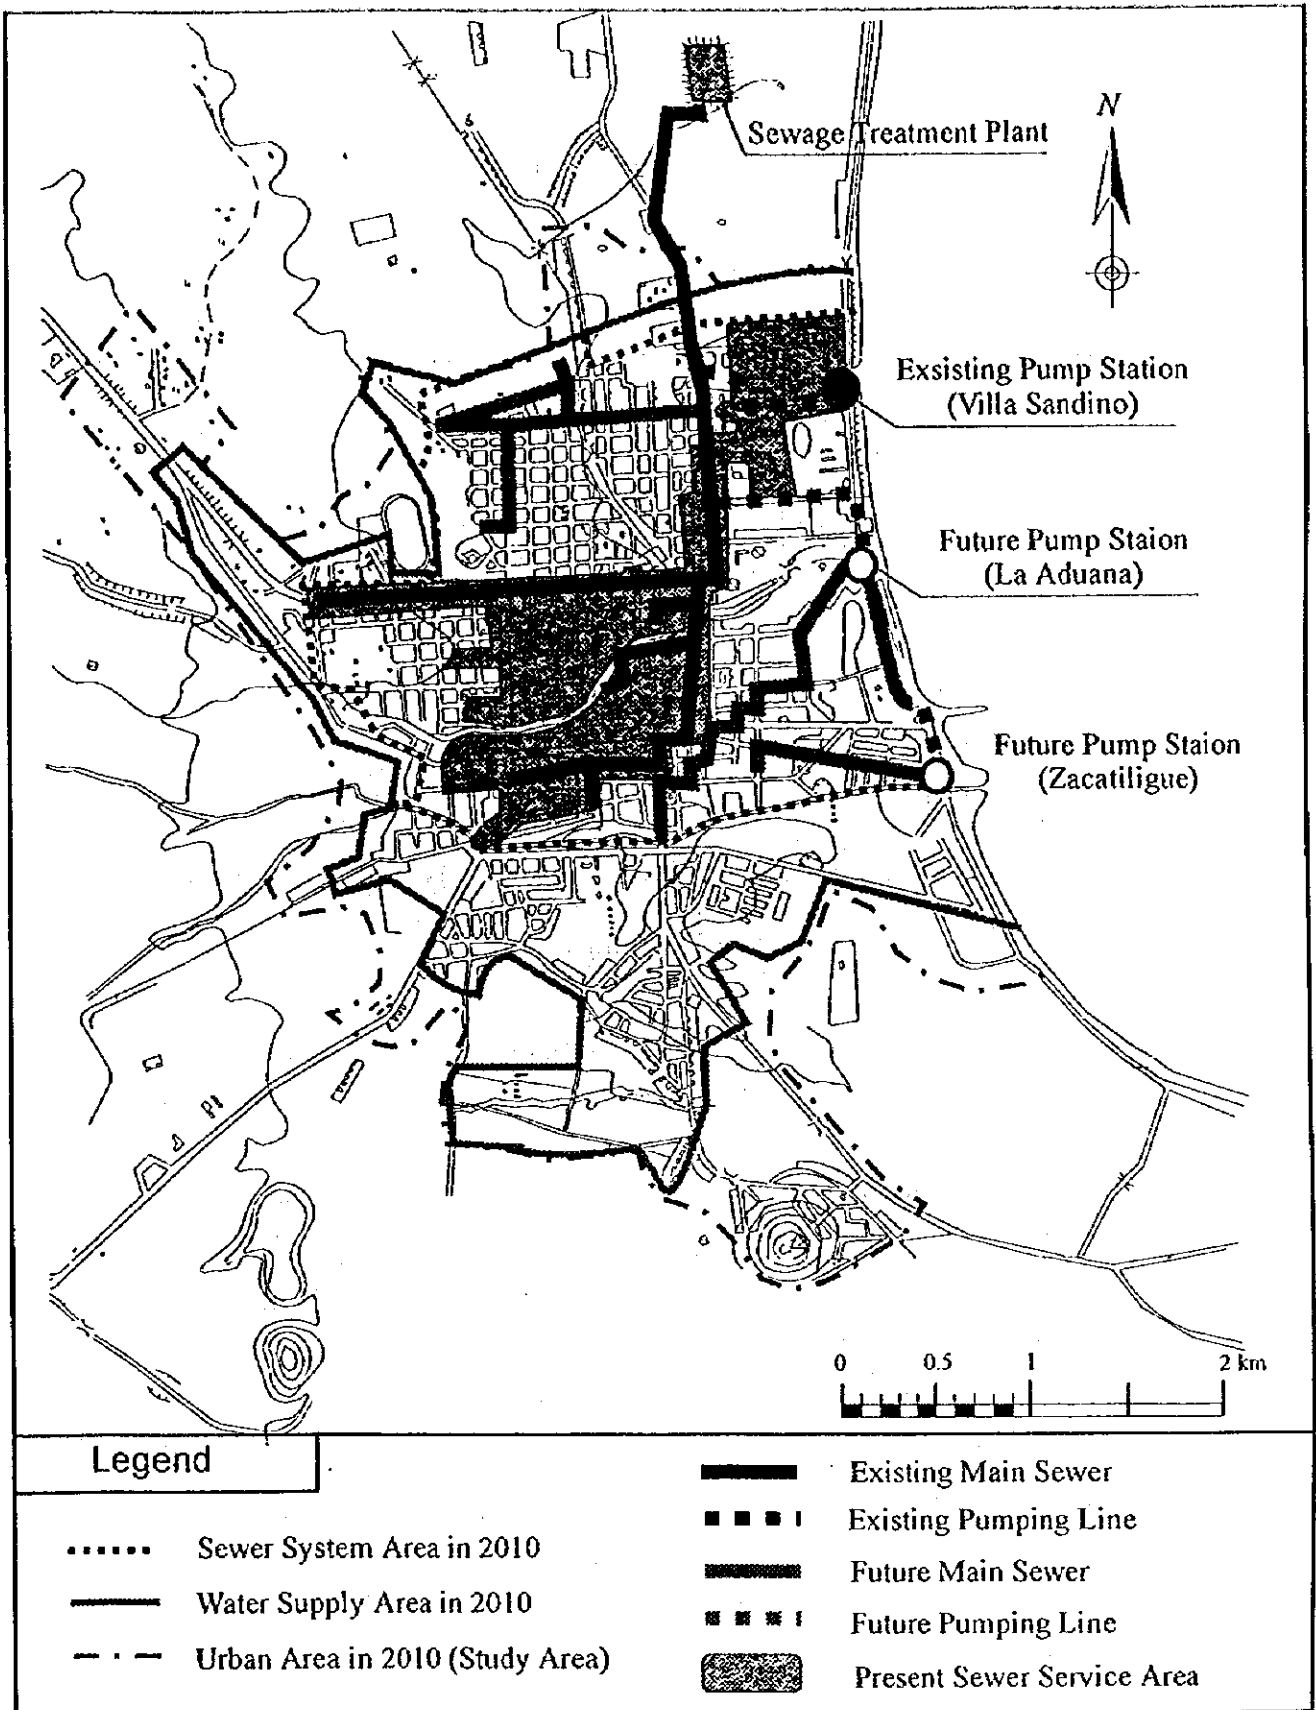 N
Sewage Treatment Plant
Exsisting Pump Station
(Villa Sandino)
Future Pump Staion
(La Aduana)
Future Pump Staion
(Zacatiligue)
0 0.5 1 2 km
Legend
Sewer System Area in 2010
Water Supply Area in 2010
Urban Area in 2010 (Study Area)
Existing Main Sewer
Existing Pumping Line
Future Main Sewer
Future Pumping Line
Present Sewer Service Area